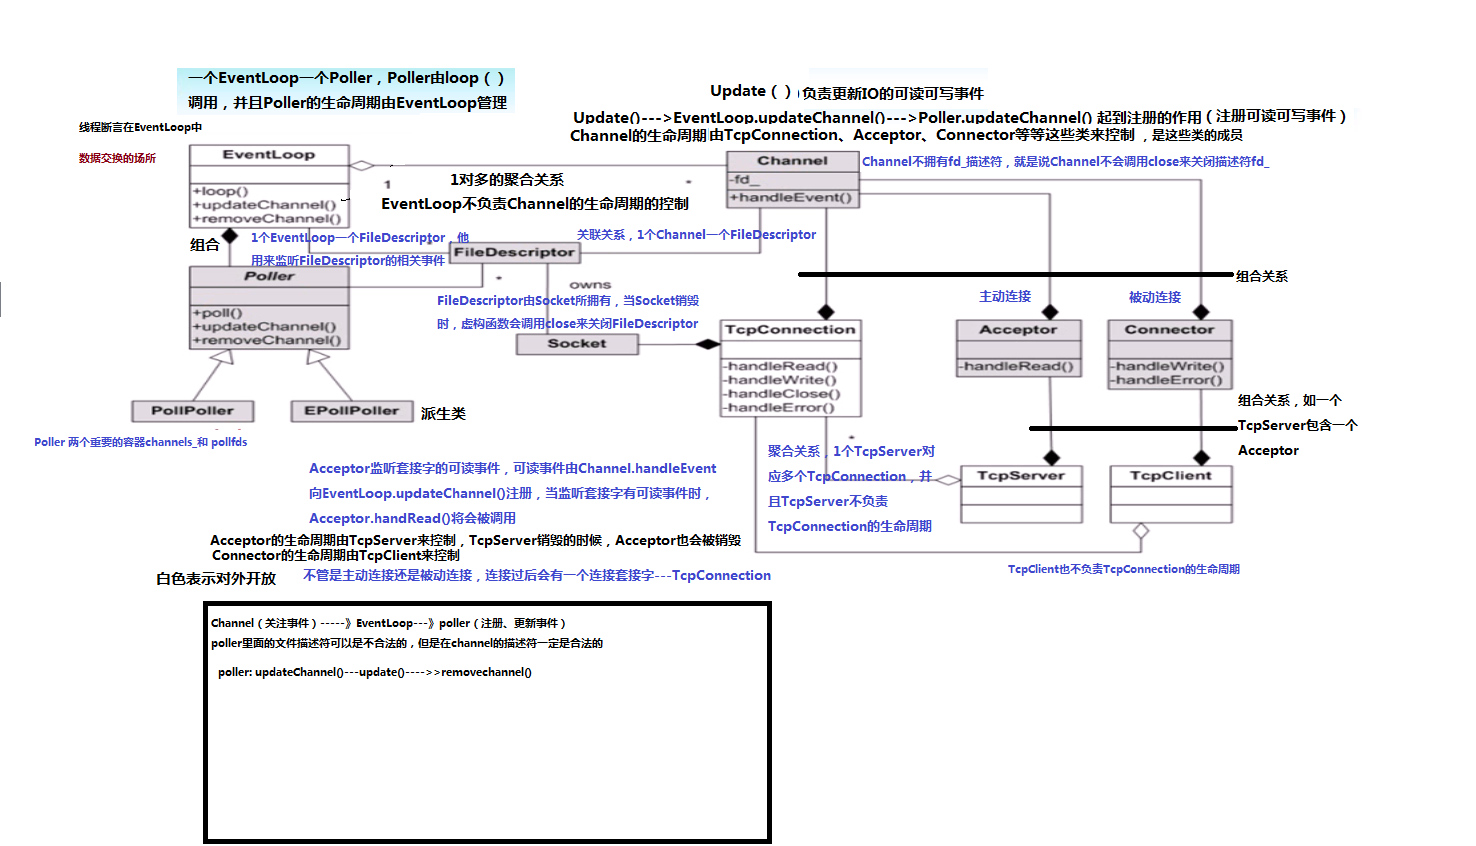 一个EventLoop一个Poller，Poller由loop（）
调用，并且Poller的生命周期由EventLoop管理
Update（）负责更新IO的可读可写事件
Update()--->EventLoop.updateChannel()--->Poller.updateChannel() 起到注册的作用（注册可读可写事件）
Channel的生命周期由TcpConnection、Acceptor、Connector等等这些类来控制，是这些类的成员
线程断言在EventLoop中
数据交换的场所
EventLoop
+loop()
+updateChannel()
+removeChannel()
1
1对多的聚合关系
*
EventLoop不负责Channel的生命周期的控制
Channel
-fd_
+handleEvent()
Channel不拥有fd_描述符，就是说Channel不会调用close来关闭描述符fd_
组合
1个EventLoop一个FileDescriptor，他
用来监听FileDescriptor的相关事件
*
FileDescriptor
关联关系，1个Channel一个FileDescriptor
Poller
+poll()
+updateChannel()
+removeChannel()
*
owns
FileDescriptor由Socket所拥有，当Socket销毁
时，虚构函数会调用close来关闭FileDescriptor
Socket
组合关系
主动连接
被动连接
TcpConnection
-handleRead()
-handleWrite()
-handleClose()
-handleError()
Acceptor
-handleRead()
Connector
-handleWrite()
-handleError()
PollPoller
EPollPoller
派生类
Poller 两个重要的容器channels_和 pollfds
组合关系，如一个
TcpServer包含一个
Acceptor
*
聚合关系，1个TcpServer对
应多个TcpConnection，并
且TcpServer不负责
TcpConnection的生命周期
TcpServer
TcpClient
Acceptor监听套接字的可读事件，可读事件由Channel.handleEvent
向EventLoop.updateChannel()注册，当监听套接字有可读事件时，
Acceptor.handRead()将会被调用
Acceptor的生命周期由TcpServer来控制，TcpServer销毁的时候，Acceptor也会被销毁
Connector的生命周期由TcpClient来控制
白色表示对外开放
不管是主动连接还是被动连接，连接过后会有一个连接套接字---TcpConnection
TcpClient也不负责TcpConnection的生命周期
Channel（关注事件）-----》EventLoop---》poller（注册、更新事件）
poller里面的文件描述符可以是不合法的，但是在channel的描述符一定是合法的
poller: updateChannel()---update()---->>removechannel()